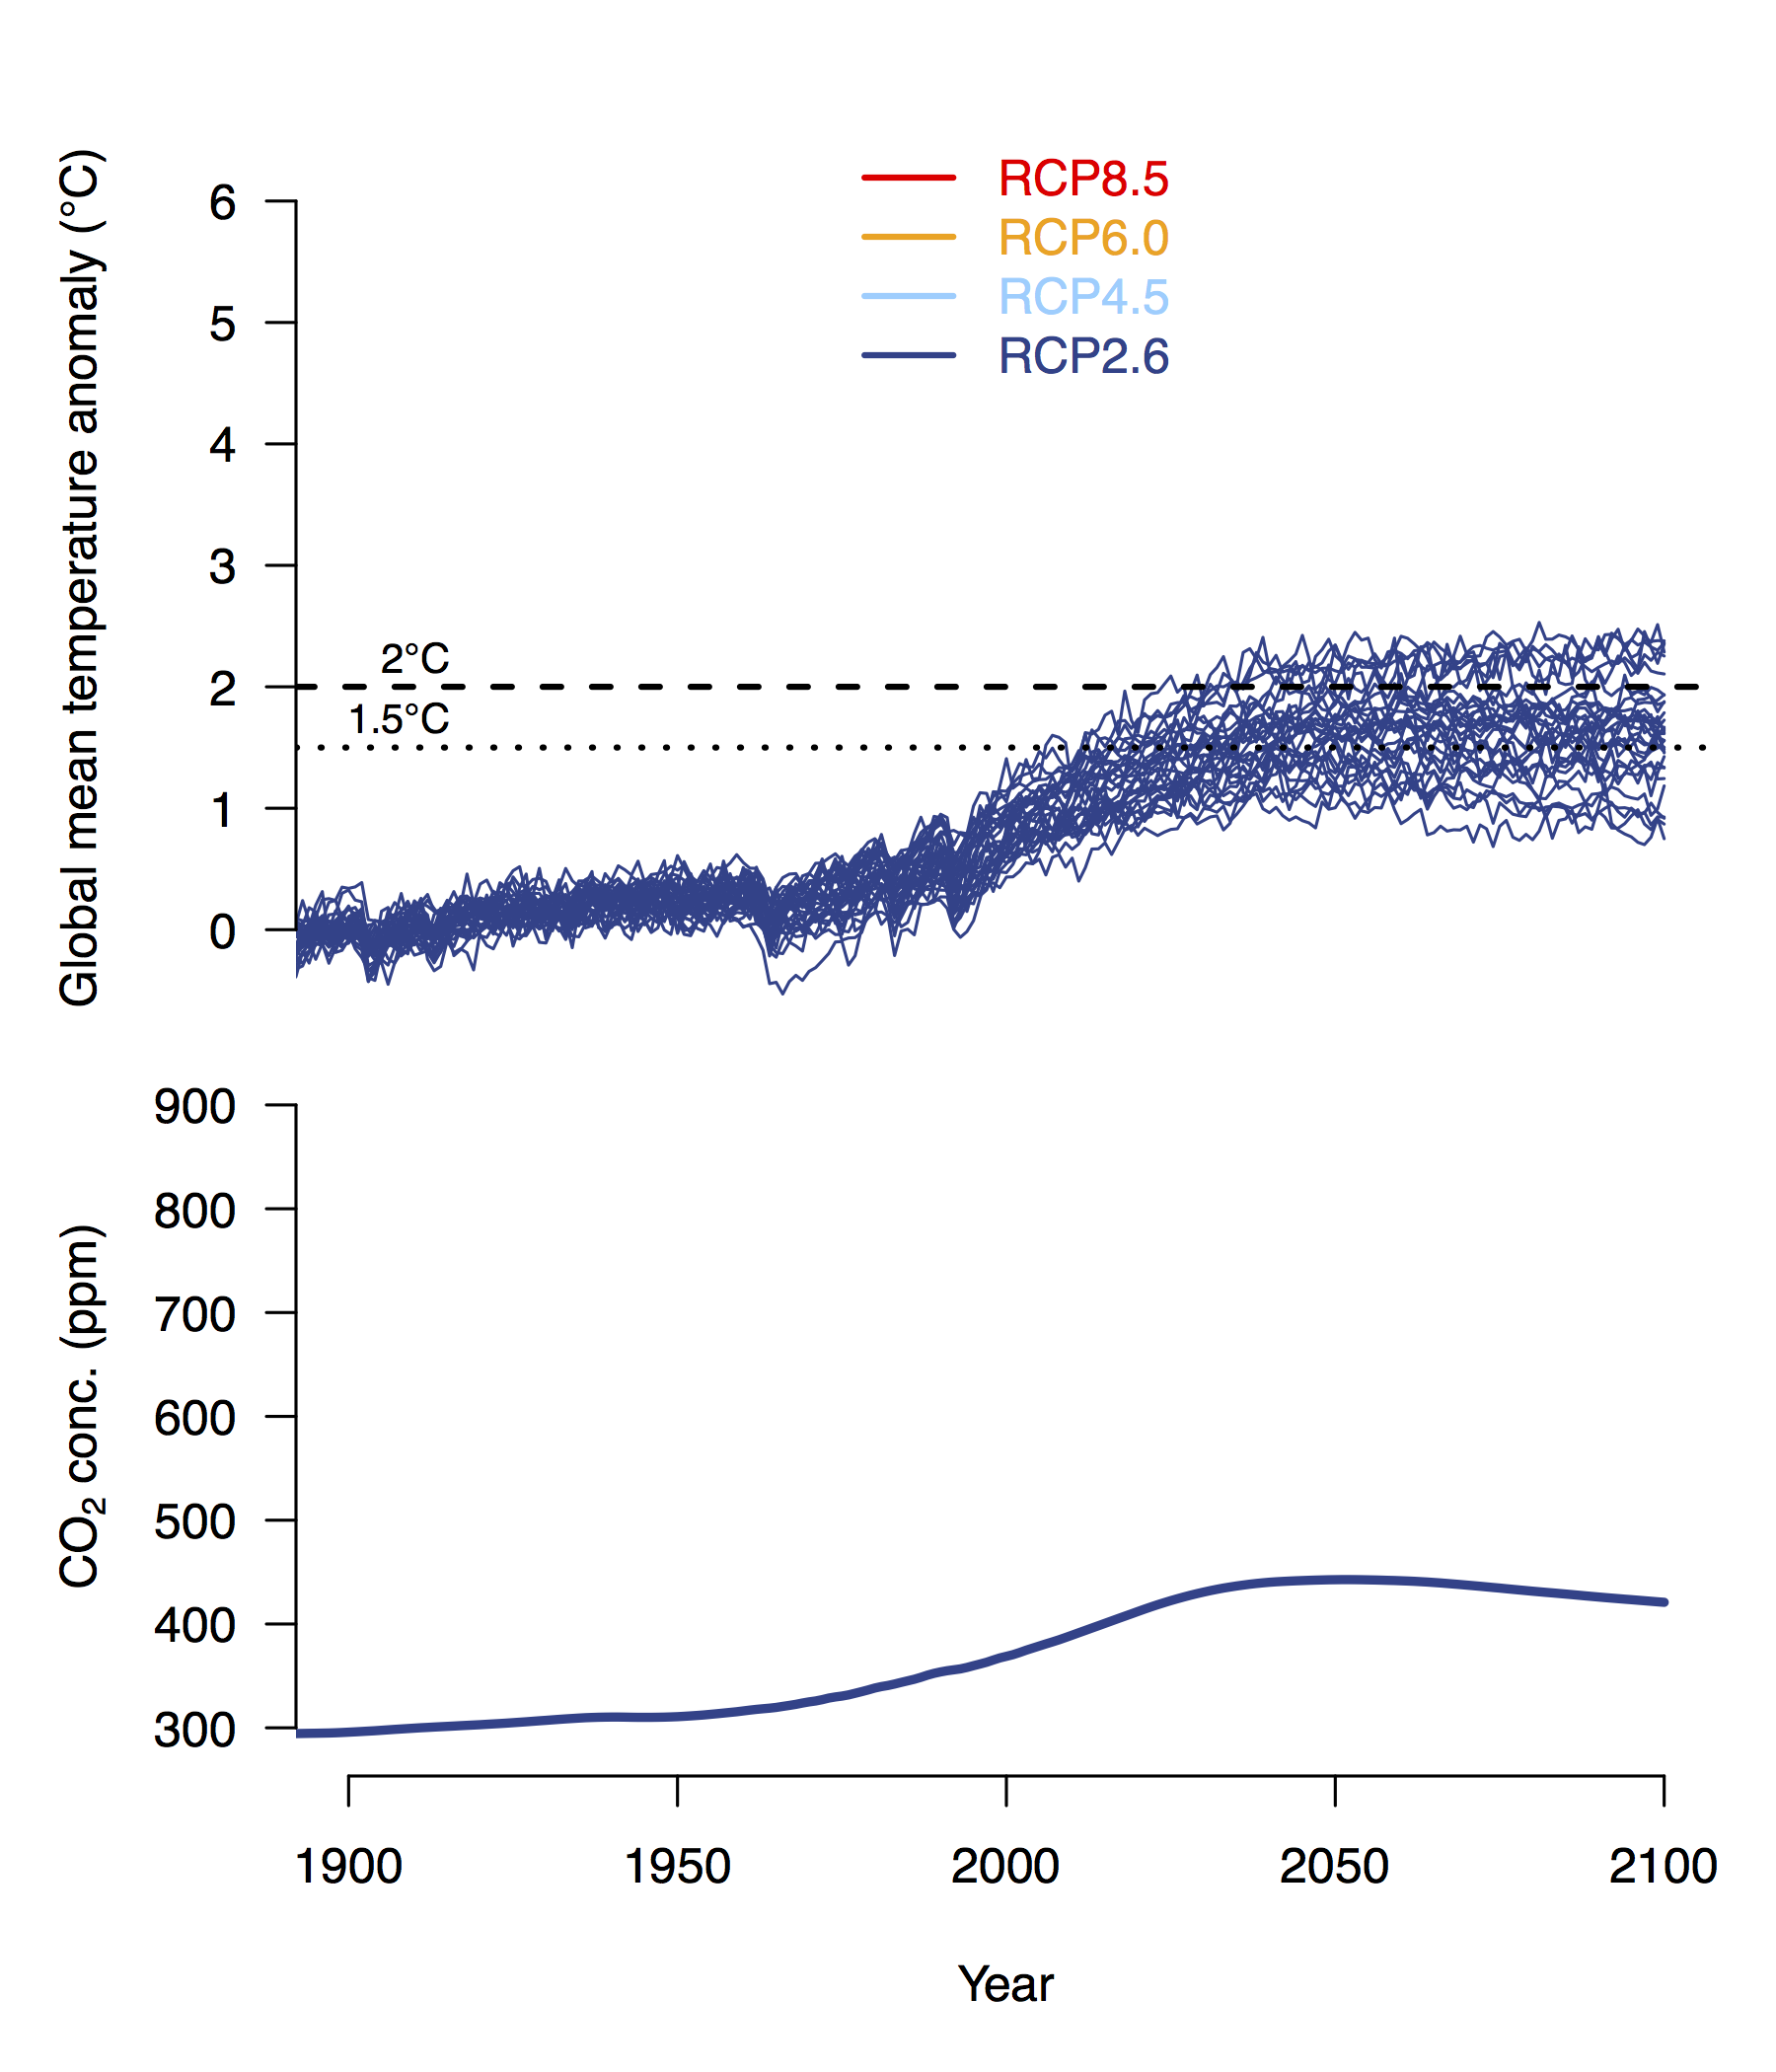 Global mean temperature anomaly (°C)
6
5
4
3
2
1
0
RCP8.5
RCP6.0
RCP4.5
RCP2.6
2°C
1.5°C
CO₂ conc. (ppm)
900
800
700
600
500
400
300
1900 1950 2000 2050 2100
Year